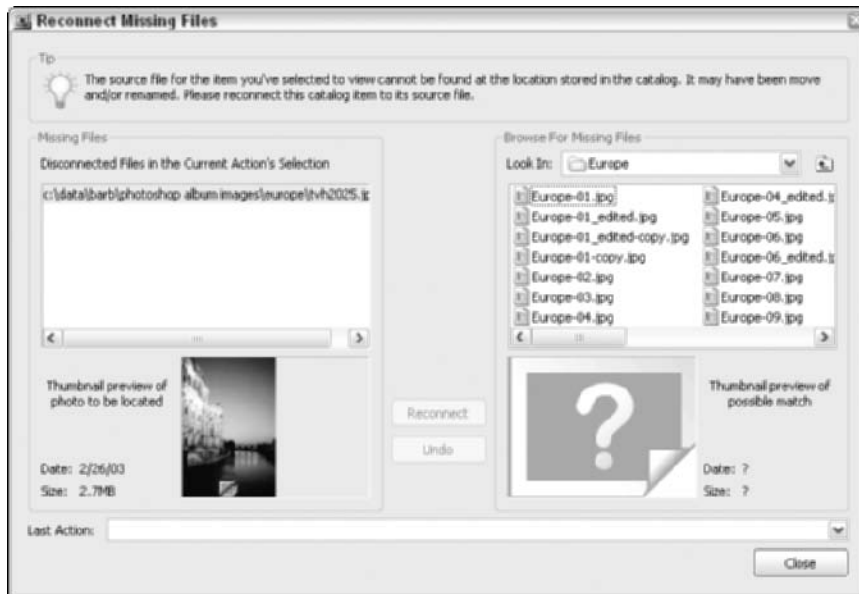 Reconnect Missing Files
Tip
The source file for the item you've selected to view cannot be found at the location stored in the catalog. It may have been move
and/or renamed. Please reconnect this catalog item to its source file.
Missing Files
Disconnected Files in the Current Action's Selection
c:\data\barb\photoshop album images\europe\tvh2025.jp
Thumbnail preview of
photo to be located
Date: 2/26/03
Size: 2.7MB
Reconnect
Undo
Browse For Missing Files
Look In: Europe
Europe-01.jpg
Europe-01_edited.jpg
Europe-01_edited-copy.jpg
Europe-01-copy.jpg
Europe-02.jpg
Europe-03.jpg
Europe-04.jpg
Europe-04_edited.j
Europe-05.jpg
Europe-06.jpg
Europe-06_edited.j
Europe-07.jpg
Europe-08.jpg
Europe-09.jpg
?
Thumbnail preview of
possible match
Date: ?
Size: ?
Last Action:
Close